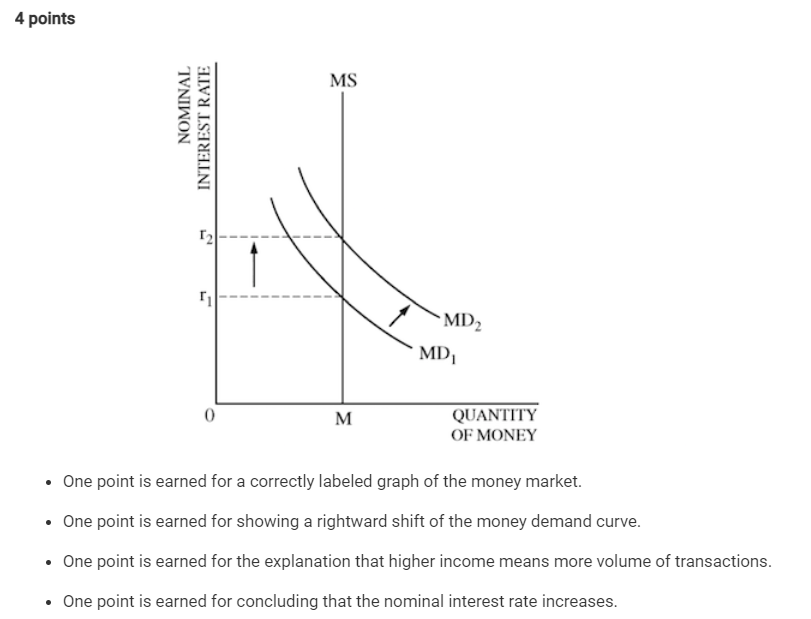 4 points
NOMINAL
INTEREST RATE
MS
r₂
r₁
MD₂
MD₁
0
M
QUANTITY
OF MONEY
• One point is earned for a correctly labeled graph of the money market.
• One point is earned for showing a rightward shift of the money demand curve.
• One point is earned for the explanation that higher income means more volume of transactions.
• One point is earned for concluding that the nominal interest rate increases.